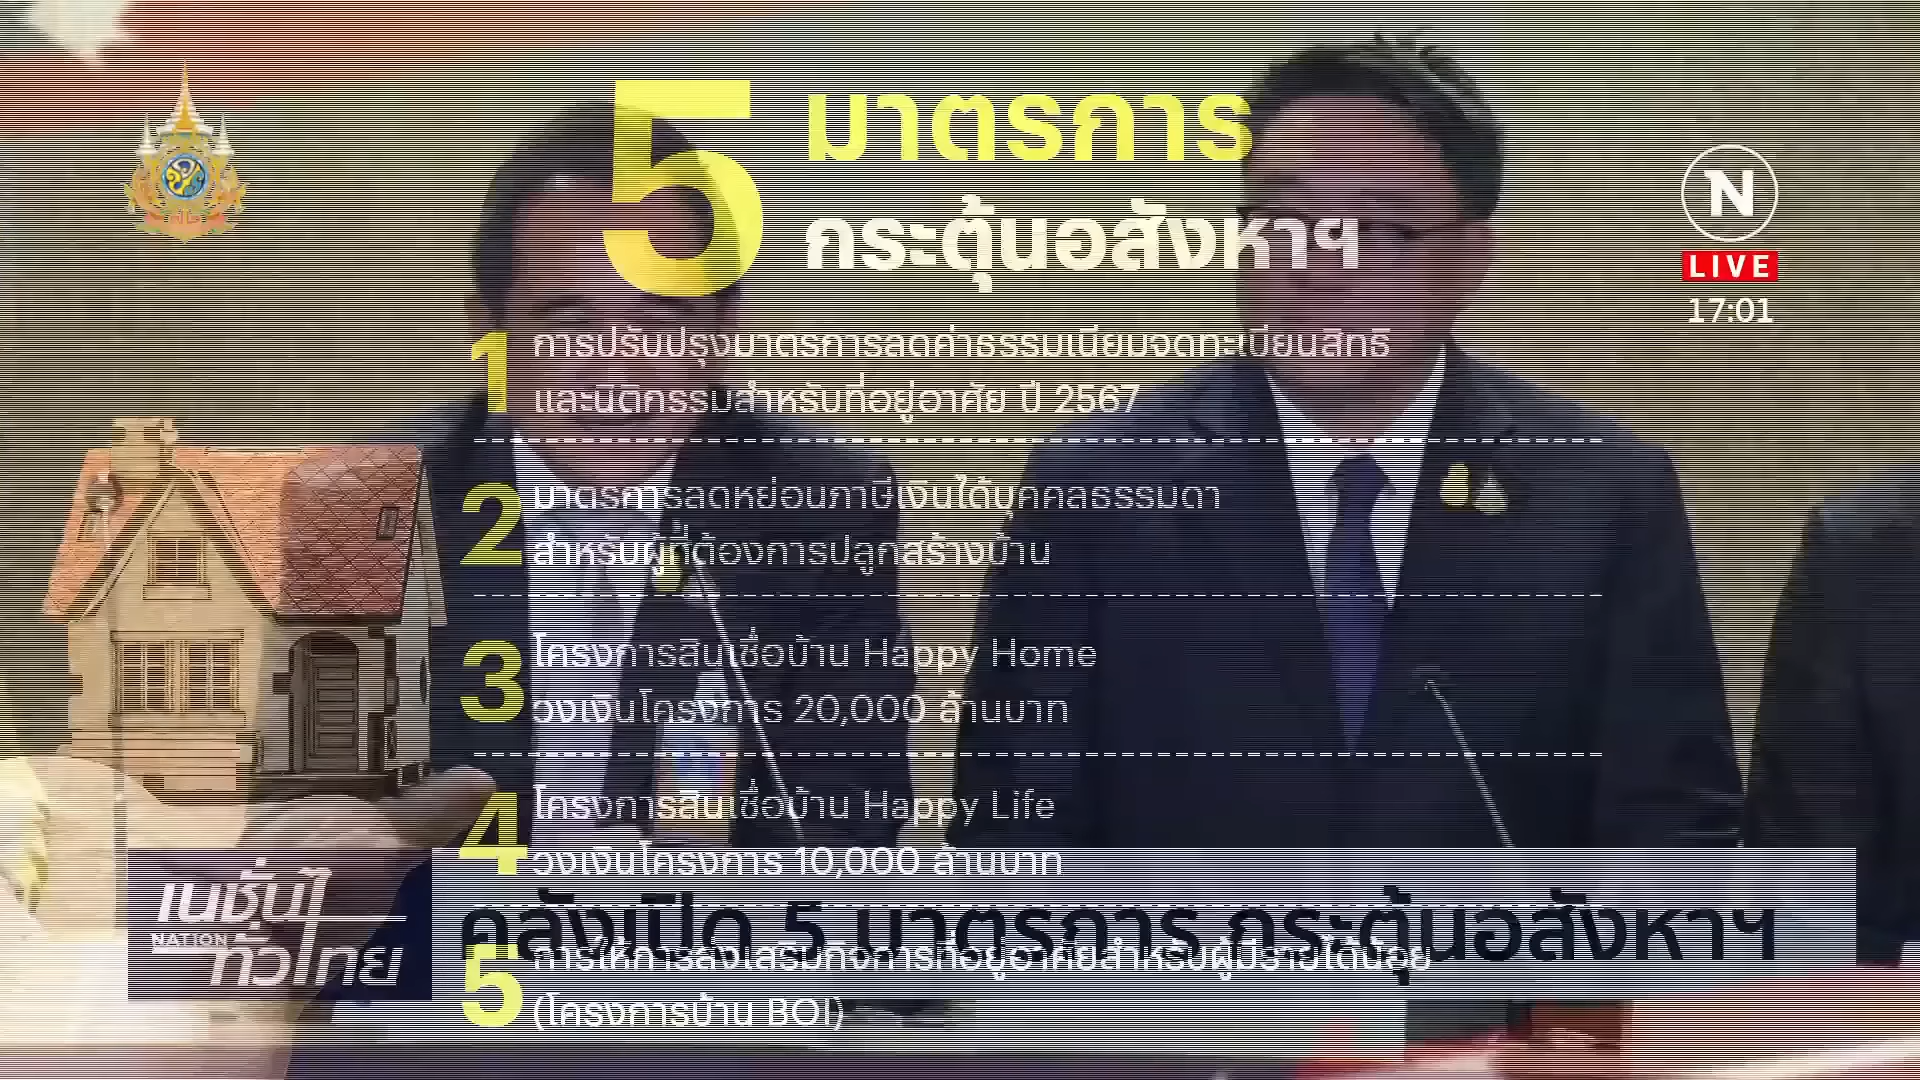 5 มาตรการ
กระตุ้นอสังหาฯ
N
LIVE
17:01
1 การปรับปรุงมาตรการลดค่าธรรมเนียมจดทะเบียนสิทธิ
และนิติกรรมสำหรับที่อยู่อาศัย ปี 2567
2 มาตรการลดหย่อนภาษีเงินได้บุคคลธรรมดา
สำหรับผู้ที่ต้องการปลูกสร้างบ้าน
3 โครงการสินเชื่อบ้าน Happy Home
วงเงินโครงการ 20,000 ล้านบาท
4 โครงการสินเชื่อบ้าน Happy Life
วงเงินโครงการ 10,000 ล้านบาท
5 การให้การส่งเสริมกิจการที่อยู่อาศัยสำหรับผู้มีรายได้น้อย
(โครงการบ้าน BOI)
เนชั่น
NATION
ทั่วไทย
คลังเปิด 5 มาตรการ กระตุ้นอสังหาฯ